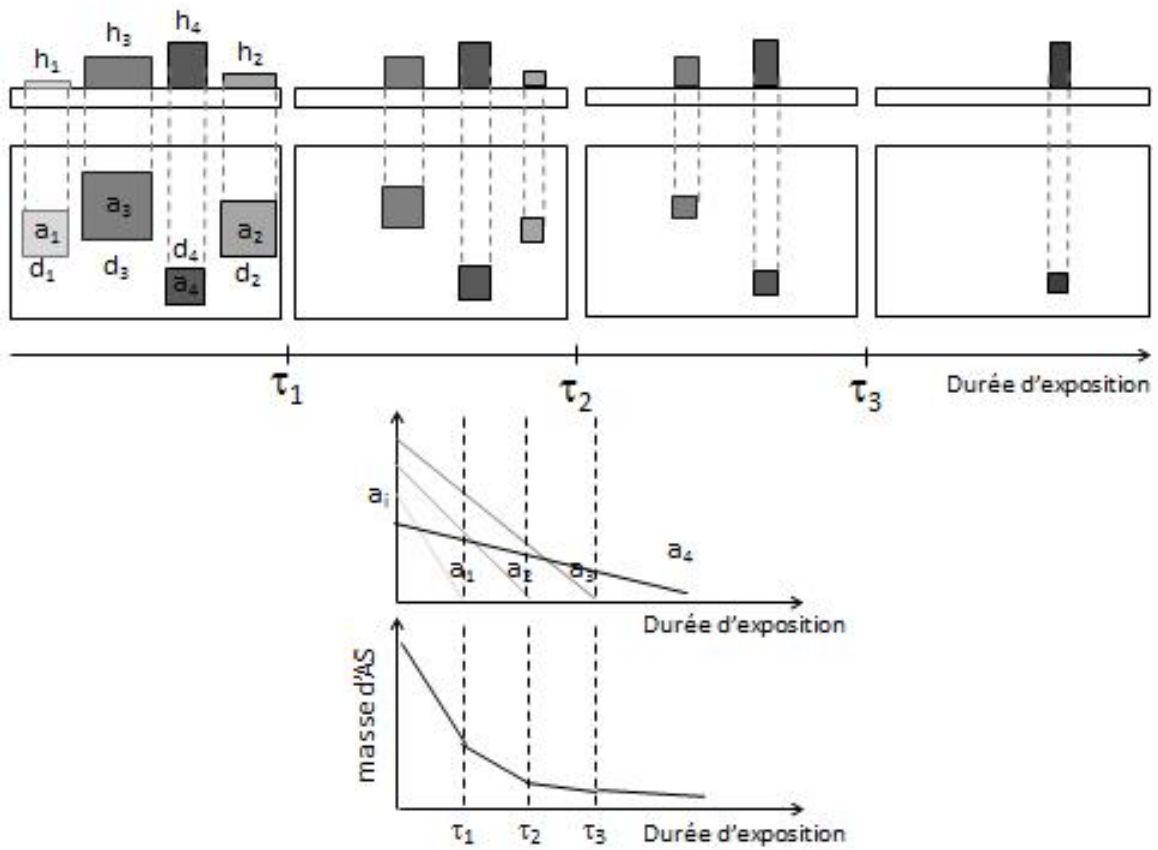 h₁ h₃ h₄ h₂
a₁ a₃ a₂
d₁ d₃ d₄ d₂
a₄
τ₁ τ₂ τ₃ Durée d'exposition
aᵢ
a₁ a₂ a₃ a₄
Durée d'exposition
masse d'AS
τ₁ τ₂ τ₃ Durée d'exposition